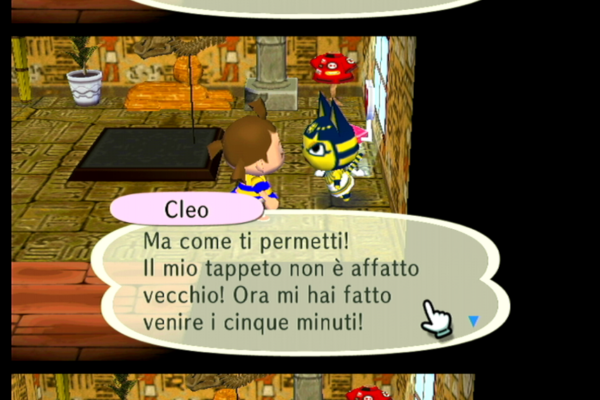 Cleo
Ma come ti permetti!
Il mio tappeto non è affatto
vecchio! Ora mi hai fatto
venire i cinque minuti!